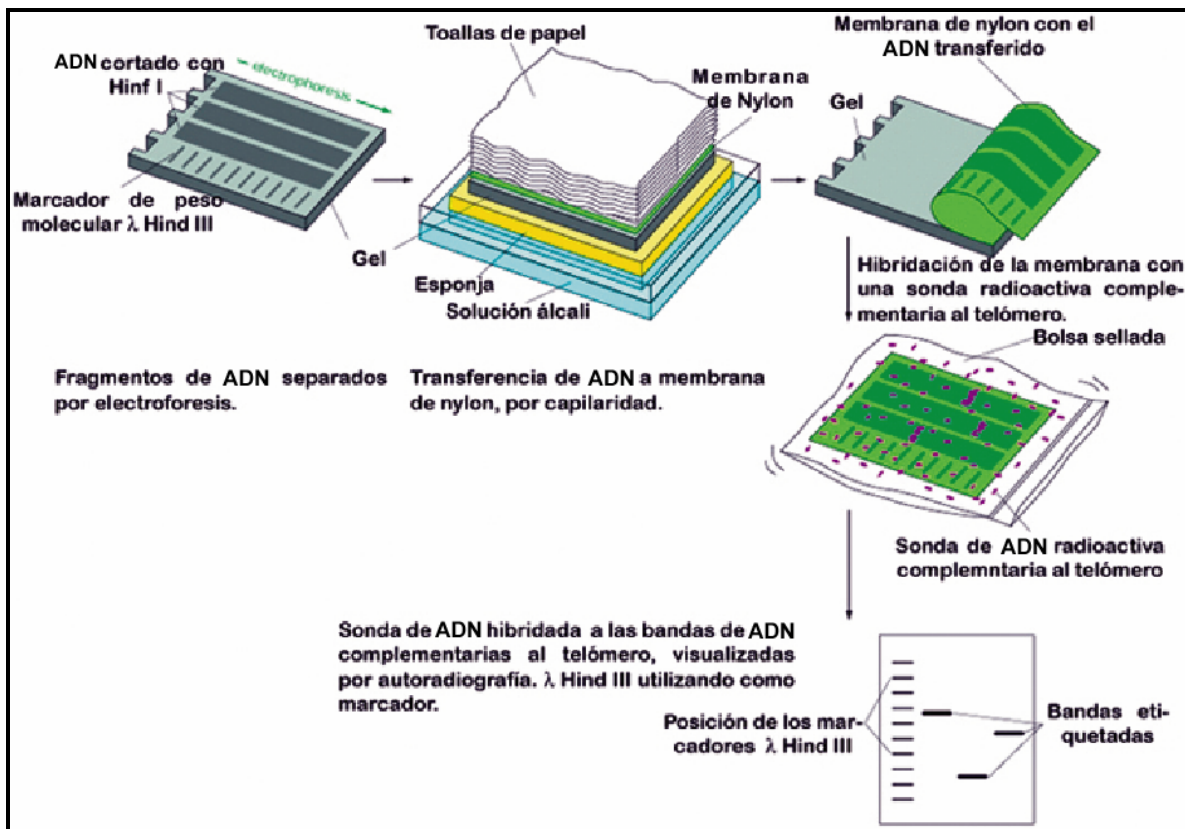 ADN cortado con
Hinf I
electrophoresis
Marcador de peso
molecular λ Hind III
Gel
Toallas de papel
Membrana
de Nylon
Esponja
Solución álcali
Membrana de nylon con el
ADN transferido
Gel
Fragmentos de ADN separados
por electroforesis.
Transferencia de ADN a membrana
de nylon, por capilaridad.
Hibridación de la membrana con
una sonda radioactiva comple-
mentaria al telómero.
Bolsa sellada
Sonda de ADN radioactiva
complemntaria al telómero
Sonda de ADN hibridada a las bandas de ADN
complementarias al telómero, visualizadas
por autoradiografía. λ Hind III utilizando como
marcador.
Posición de los mar-
cadores λ Hind III
Bandas eti-
quetadas